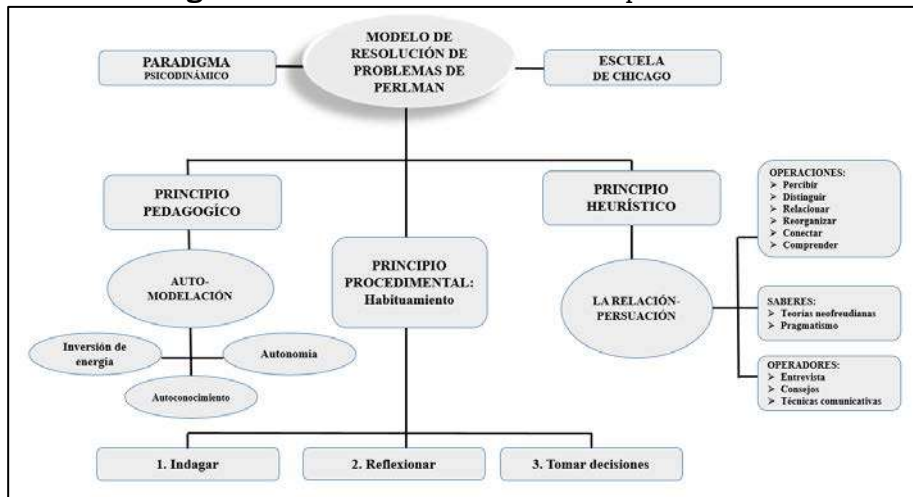 MODELO DE
RESOLUCIÓN DE
PROBLEMAS DE
PERLMAN
PARADIGMA
PSICODINÁMICO
ESCUELA
DE CHICAGO
PRINCIPIO
PEDAGOGÍCO
AUTO-
MODELACIÓN
Inversión de
energía
Autonomía
Autoconocimiento
PRINCIPIO
PROCEDIMENTAL:
Habituamiento
PRINCIPIO
HEURÍSTICO
LA RELACIÓN-
PERSUACIÓN
OPERACIONES:
➤ Percibir
➤ Distinguir
➤ Relacionar
➤ Reorganizar
➤ Conectar
➤ Comprender
SABERES:
➤ Teorías neofreudianas
➤ Pragmatismo
OPERADORES:
➤ Entrevista
➤ Consejos
➤ Técnicas comunicativas
1. Indagar
2. Reflexionar
3. Tomar decisiones